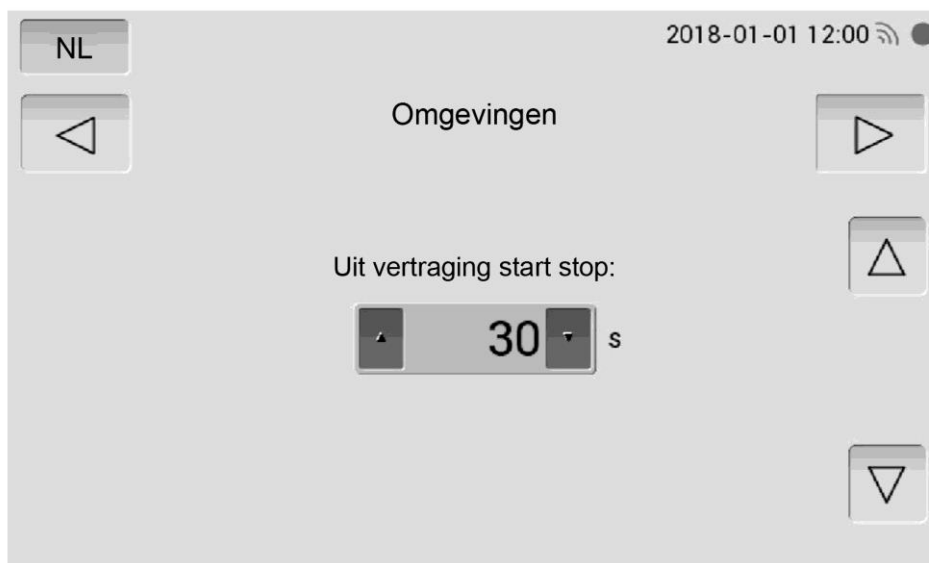 NL
2018-01-01 12:00
Omgevingen
Uit vertraging start stop:
30 s